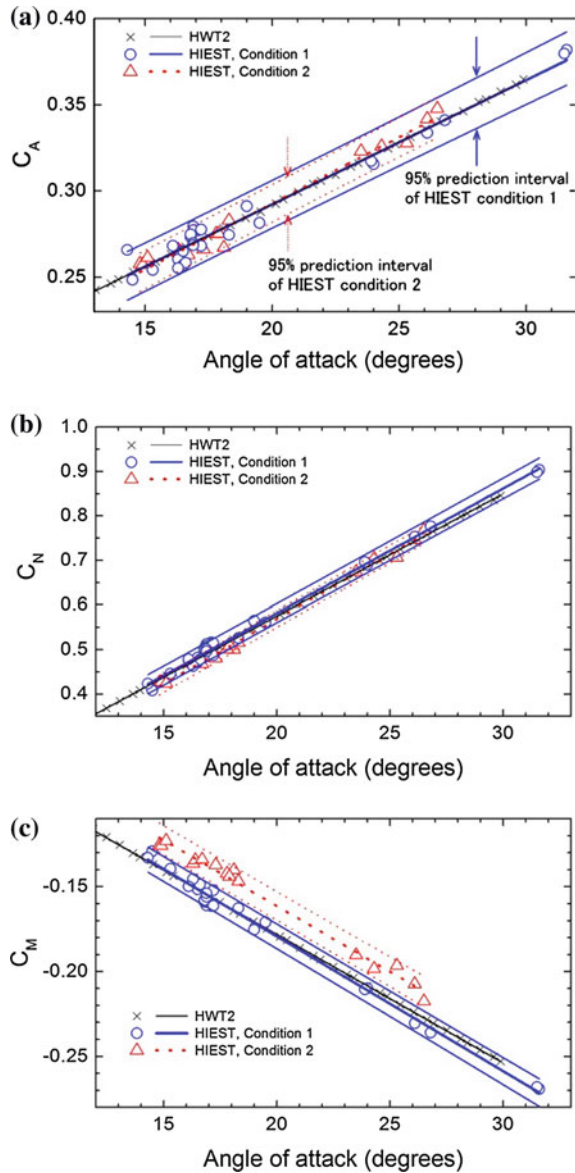 (a)
HWT2
HIEST, Condition 1
HIEST, Condition 2
0.40
0.35
0.30
0.25
C_A
95% prediction interval
of HIEST condition 1
95% prediction interval
of HIEST condition 2
15 20 25 30
Angle of attack (degrees)
(b)
1.0
0.9
0.8
0.7
0.6
0.5
0.4
C_N
HWT2
HIEST, Condition 1
HIEST, Condition 2
15 20 25 30
Angle of attack (degrees)
(c)
-0.15
-0.20
-0.25
C_M
HWT2
HIEST, Condition 1
HIEST, Condition 2
15 20 25 30
Angle of attack (degrees)